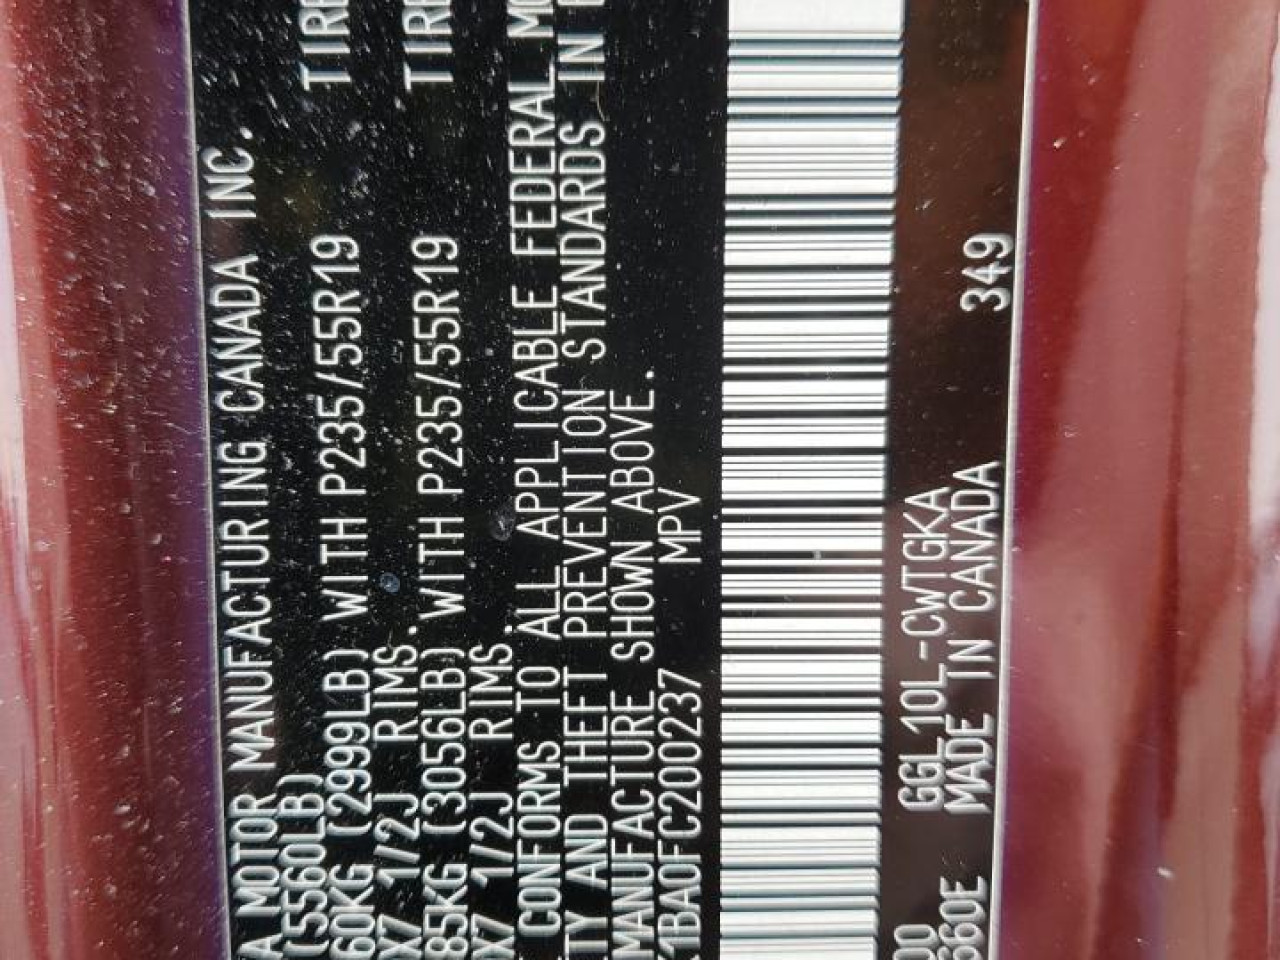 A MOTOR MANUFACTURING CANADA INC.
(5560LB)
60KG (2999LB) WITH P235/55R19 TIRE
X7 1/2J RIMS.
85KG (3056LB) WITH P235/55R19 TIRE
X7 1/2J RIMS.
CONFORMS TO ALL APPLICABLE FEDERAL MO
TY AND THEFT PREVENTION STANDARDS IN E
MANUFACTURE SHOWN ABOVE.
1BA0FC200237 MPV
00 GGL10L-CWTGKA
660E MADE IN CANADA 349